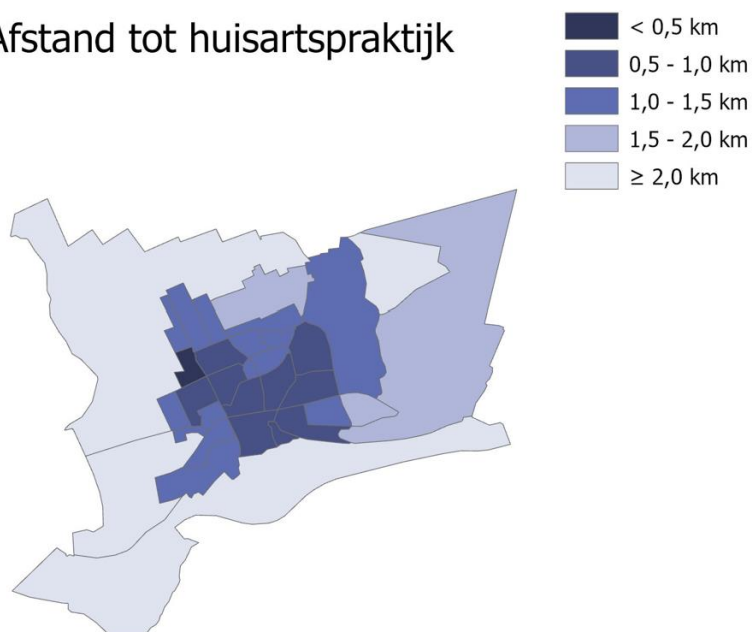 Afstand tot huisartspraktijk
< 0,5 km
0,5 - 1,0 km
1,0 - 1,5 km
1,5 - 2,0 km
≥ 2,0 km